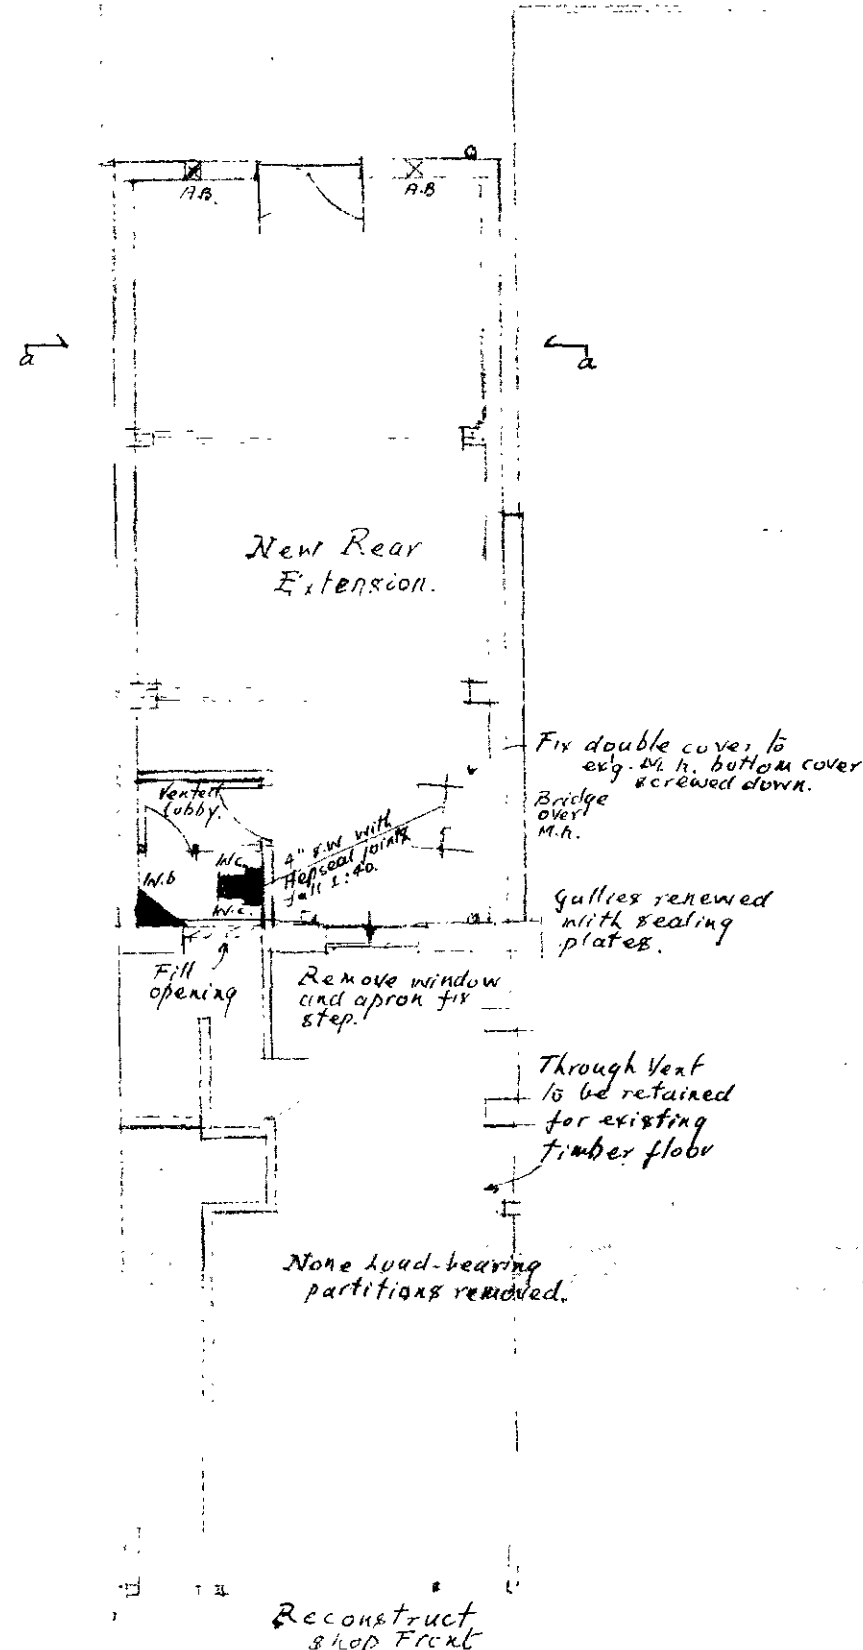 A.B.
A.B
a
a
New Rear
Extension.
Fix double cover to
ex'g. M.h. bottom cover
screwed down.
Bridge
over
M.h.
Vented
Lobby.
4" s.w with
Hepseal joints
fall 1:40.
W.c.
W.b
W.c.
Gullies renewed
with sealing
plates.
Fill
opening
Remove window
and apron fix
step.
Through Vent
to be retained
for existing
timber floor
None Load-bearing
partitions removed.
Reconstruct
shop Front